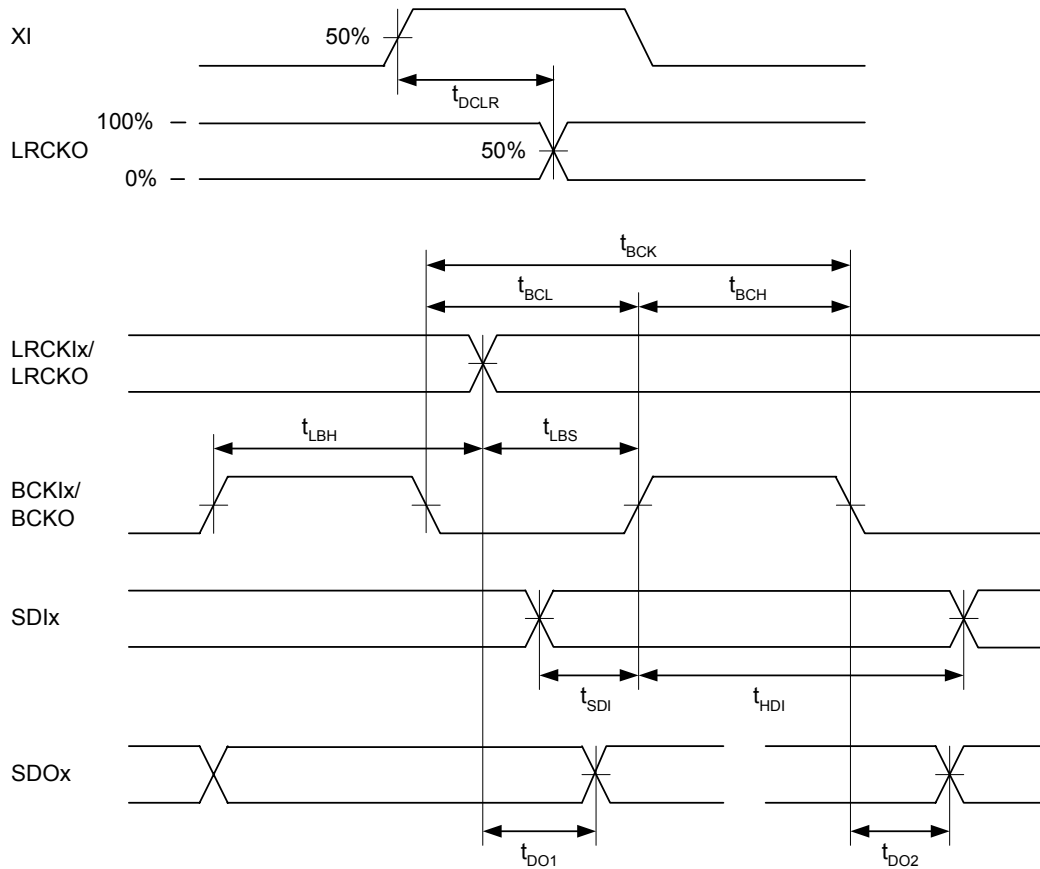 XI
50%
tDCLR
100%
LRCKO
50%
0%
tBCK
tBCL
tBCH
LRCKIx/
LRCKO
tLBH
tLBS
BCKIx/
BCKO
SDIx
tSDI
tHDI
SDOx
tDO1
tDO2